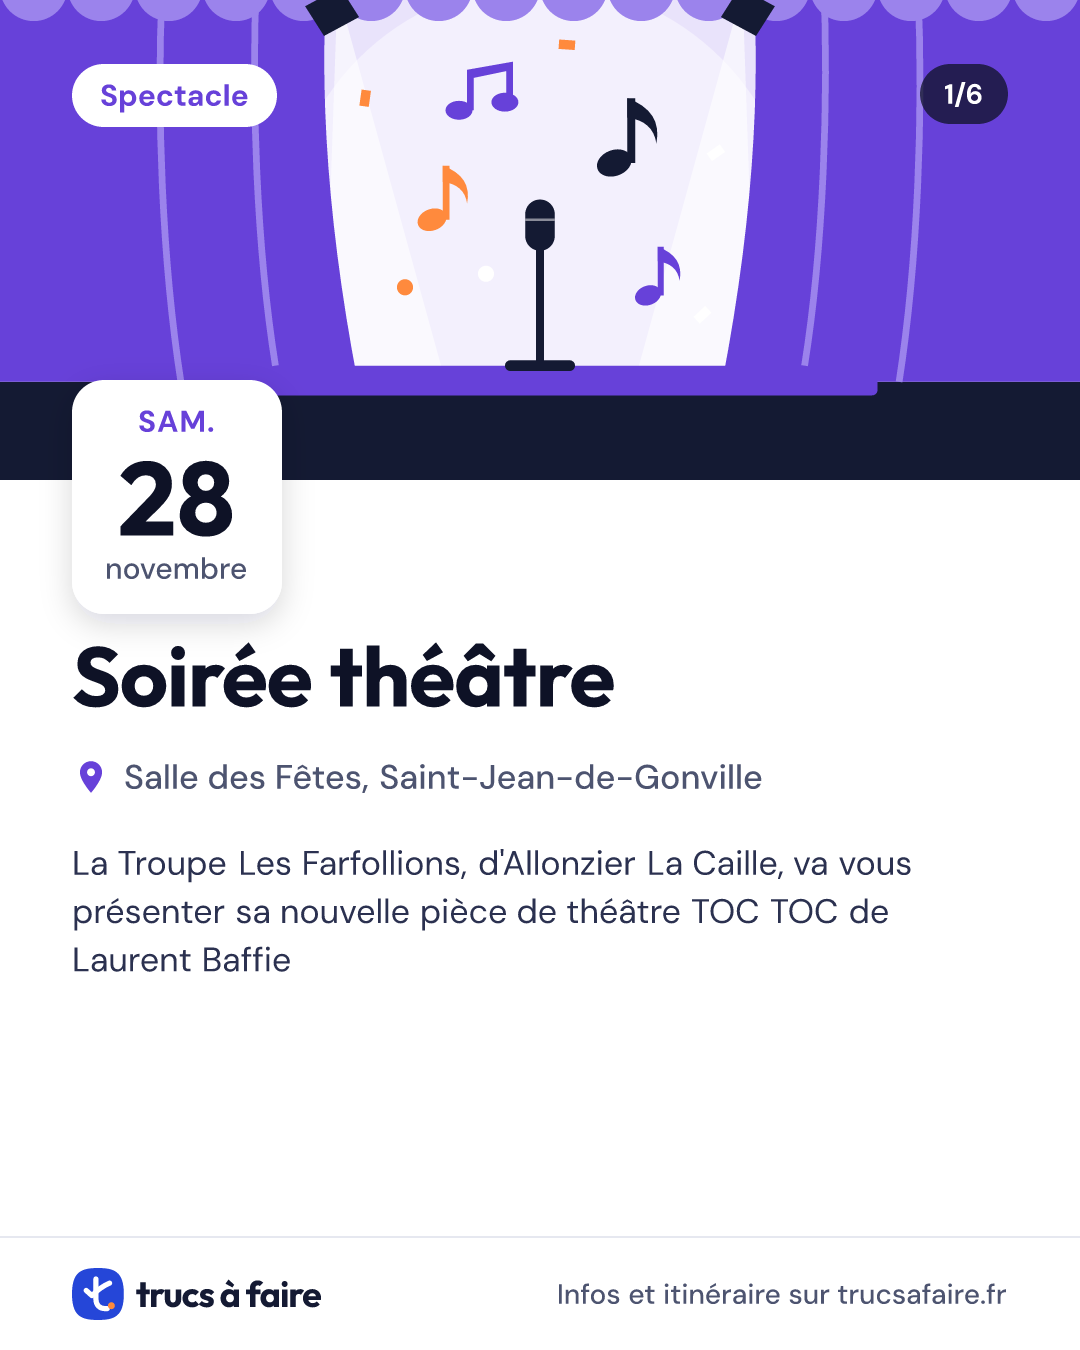 Spectacle
1/6
SAM.
28
novembre
Soirée théâtre
Salle des Fêtes, Saint-Jean-de-Gonville
La Troupe Les Farfollions, d'Allonzier La Caille, va vous
présenter sa nouvelle pièce de théâtre TOC TOC de
Laurent Baffie
trucs à faire
Infos et itinéraire sur trucsafaire.fr